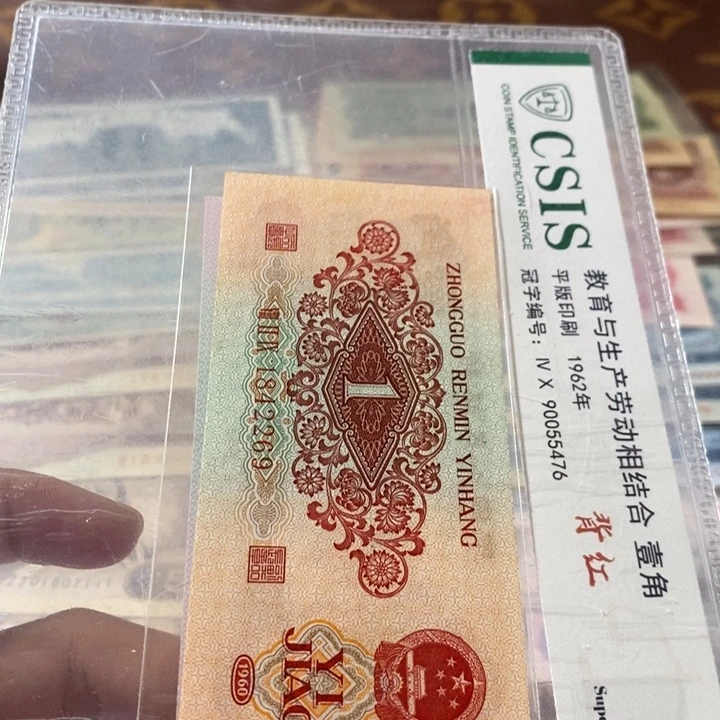 CSIS
COIN STAMP IDENTIFICATION SERVICE
教育与生产劳动相结合 壹角
平版印刷 1962年
冠字编号：IV X 90055476
背红
Sup
ZHONGGUO RENMIN YINHANG
1
1842269
YI
JIAO
1960